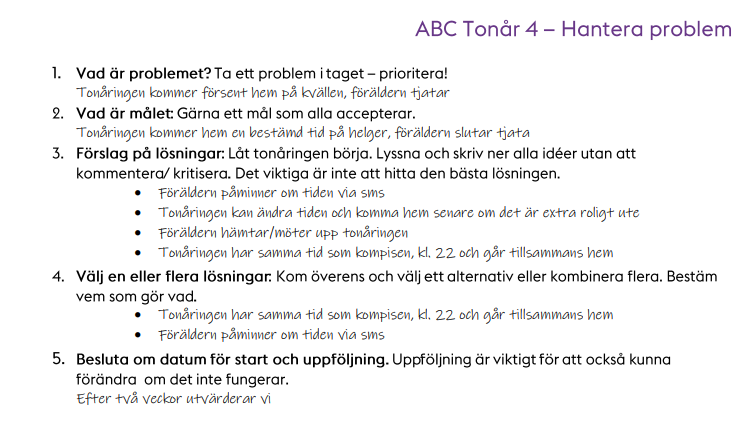 ABC Tonår 4 – Hantera problem
1. Vad är problemet? Ta ett problem i taget – prioritera!
Tonåringen kommer försent hem på kvällen, föräldern tjatar
2. Vad är målet: Gärna ett mål som alla accepterar.
Tonåringen kommer hem en bestämd tid på helger, föräldern slutar tjata
3. Förslag på lösningar: Låt tonåringen börja. Lyssna och skriv ner alla idéer utan att
kommentera/ kritisera. Det viktiga är inte att hitta den bästa lösningen.
• Föräldern påminner om tiden via sms
• Tonåringen kan ändra tiden och komma hem senare om det är extra roligt ute
• Föräldern hämtar/möter upp tonåringen
• Tonåringen har samma tid som kompisen, kl. 22 och går tillsammans hem
4. Välj en eller flera lösningar: Kom överens och välj ett alternativ eller kombinera flera. Bestäm
vem som gör vad.
• Tonåringen har samma tid som kompisen, kl. 22 och går tillsammans hem
• Föräldern påminner om tiden via sms
5. Besluta om datum för start och uppföljning. Uppföljning är viktigt för att också kunna
förändra om det inte fungerar.
Efter två veckor utvärderar vi